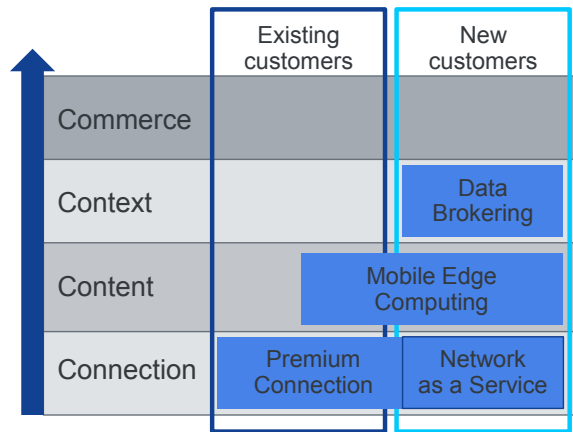 Existing
customers
New
customers
Commerce
Context
Data
Brokering
Content
Mobile Edge
Computing
Connection
Premium
Connection
Network
as a Service